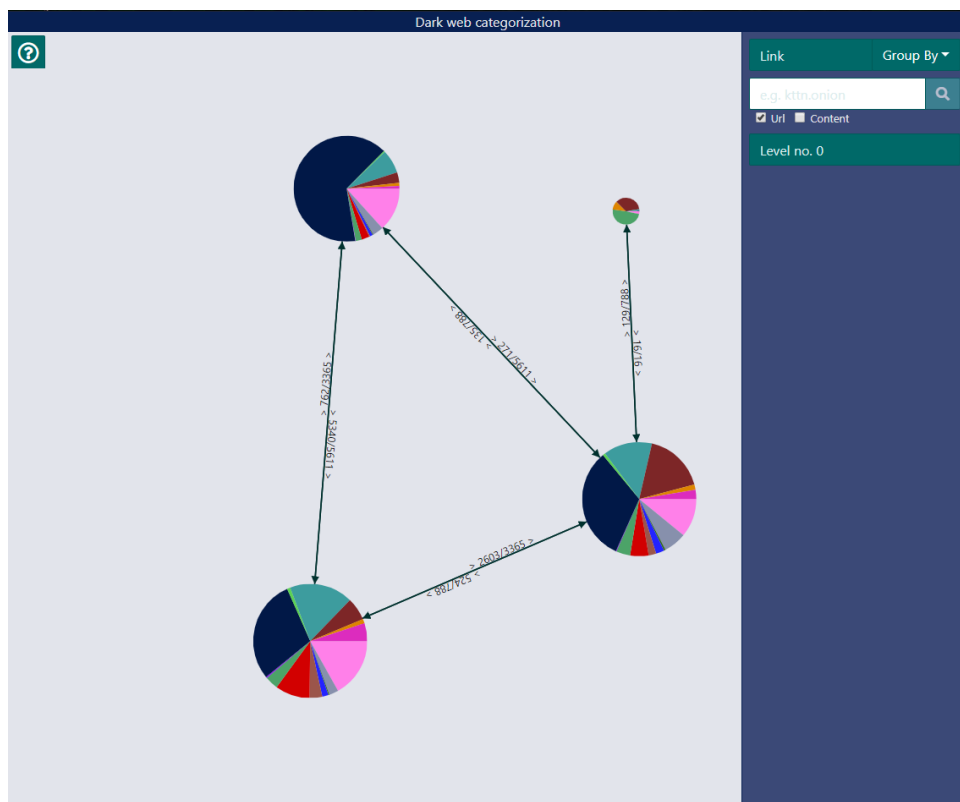 Dark web categorization
?
Link
Group By
e.g. kttn.onion
Url
Content
Level no. 0
> 129/788 >
> 16/16 >
< 135/788 <
> 271/5611 >
< 762/3365 >
> 5340/5611 >
> 2603/3365 >
< 524/788 <